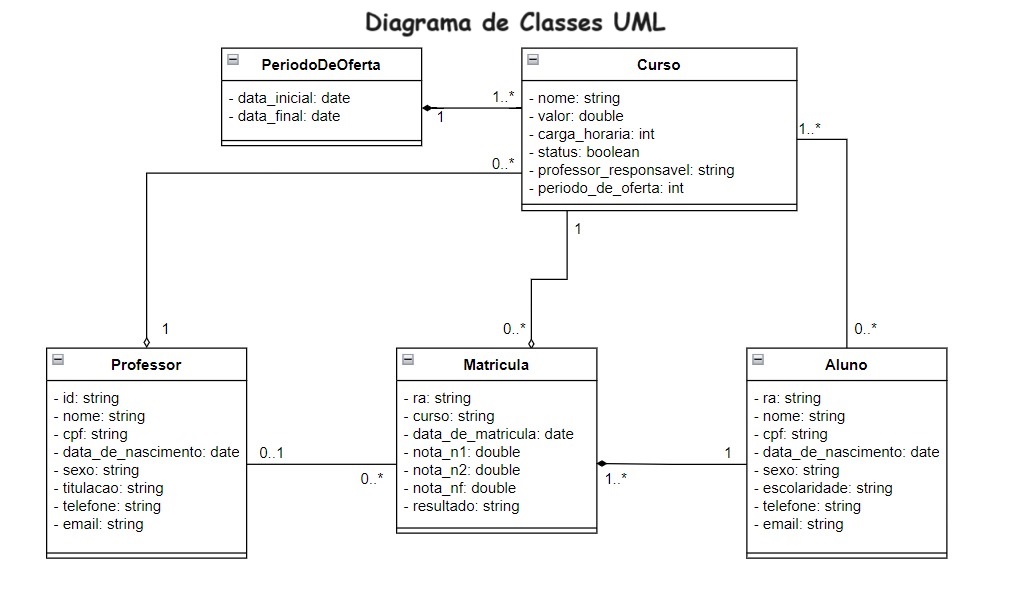 Diagrama de Classes UML
PeriodoDeOferta
- data_inicial: date
- data_final: date
1
1..*
Curso
- nome: string
- valor: double
- carga_horaria: int
- status: boolean
- professor_responsavel: string
- periodo_de_oferta: int
1..*
0..*
1
1
0..*
0..*
Professor
- id: string
- nome: string
- cpf: string
- data_de_nascimento: date
- sexo: string
- titulacao: string
- telefone: string
- email: string
0..1
0..*
Matricula
- ra: string
- curso: string
- data_de_matricula: date
- nota_n1: double
- nota_n2: double
- nota_nf: double
- resultado: string
1..*
1
Aluno
- ra: string
- nome: string
- cpf: string
- data_de_nascimento: date
- sexo: string
- escolaridade: string
- telefone: string
- email: string